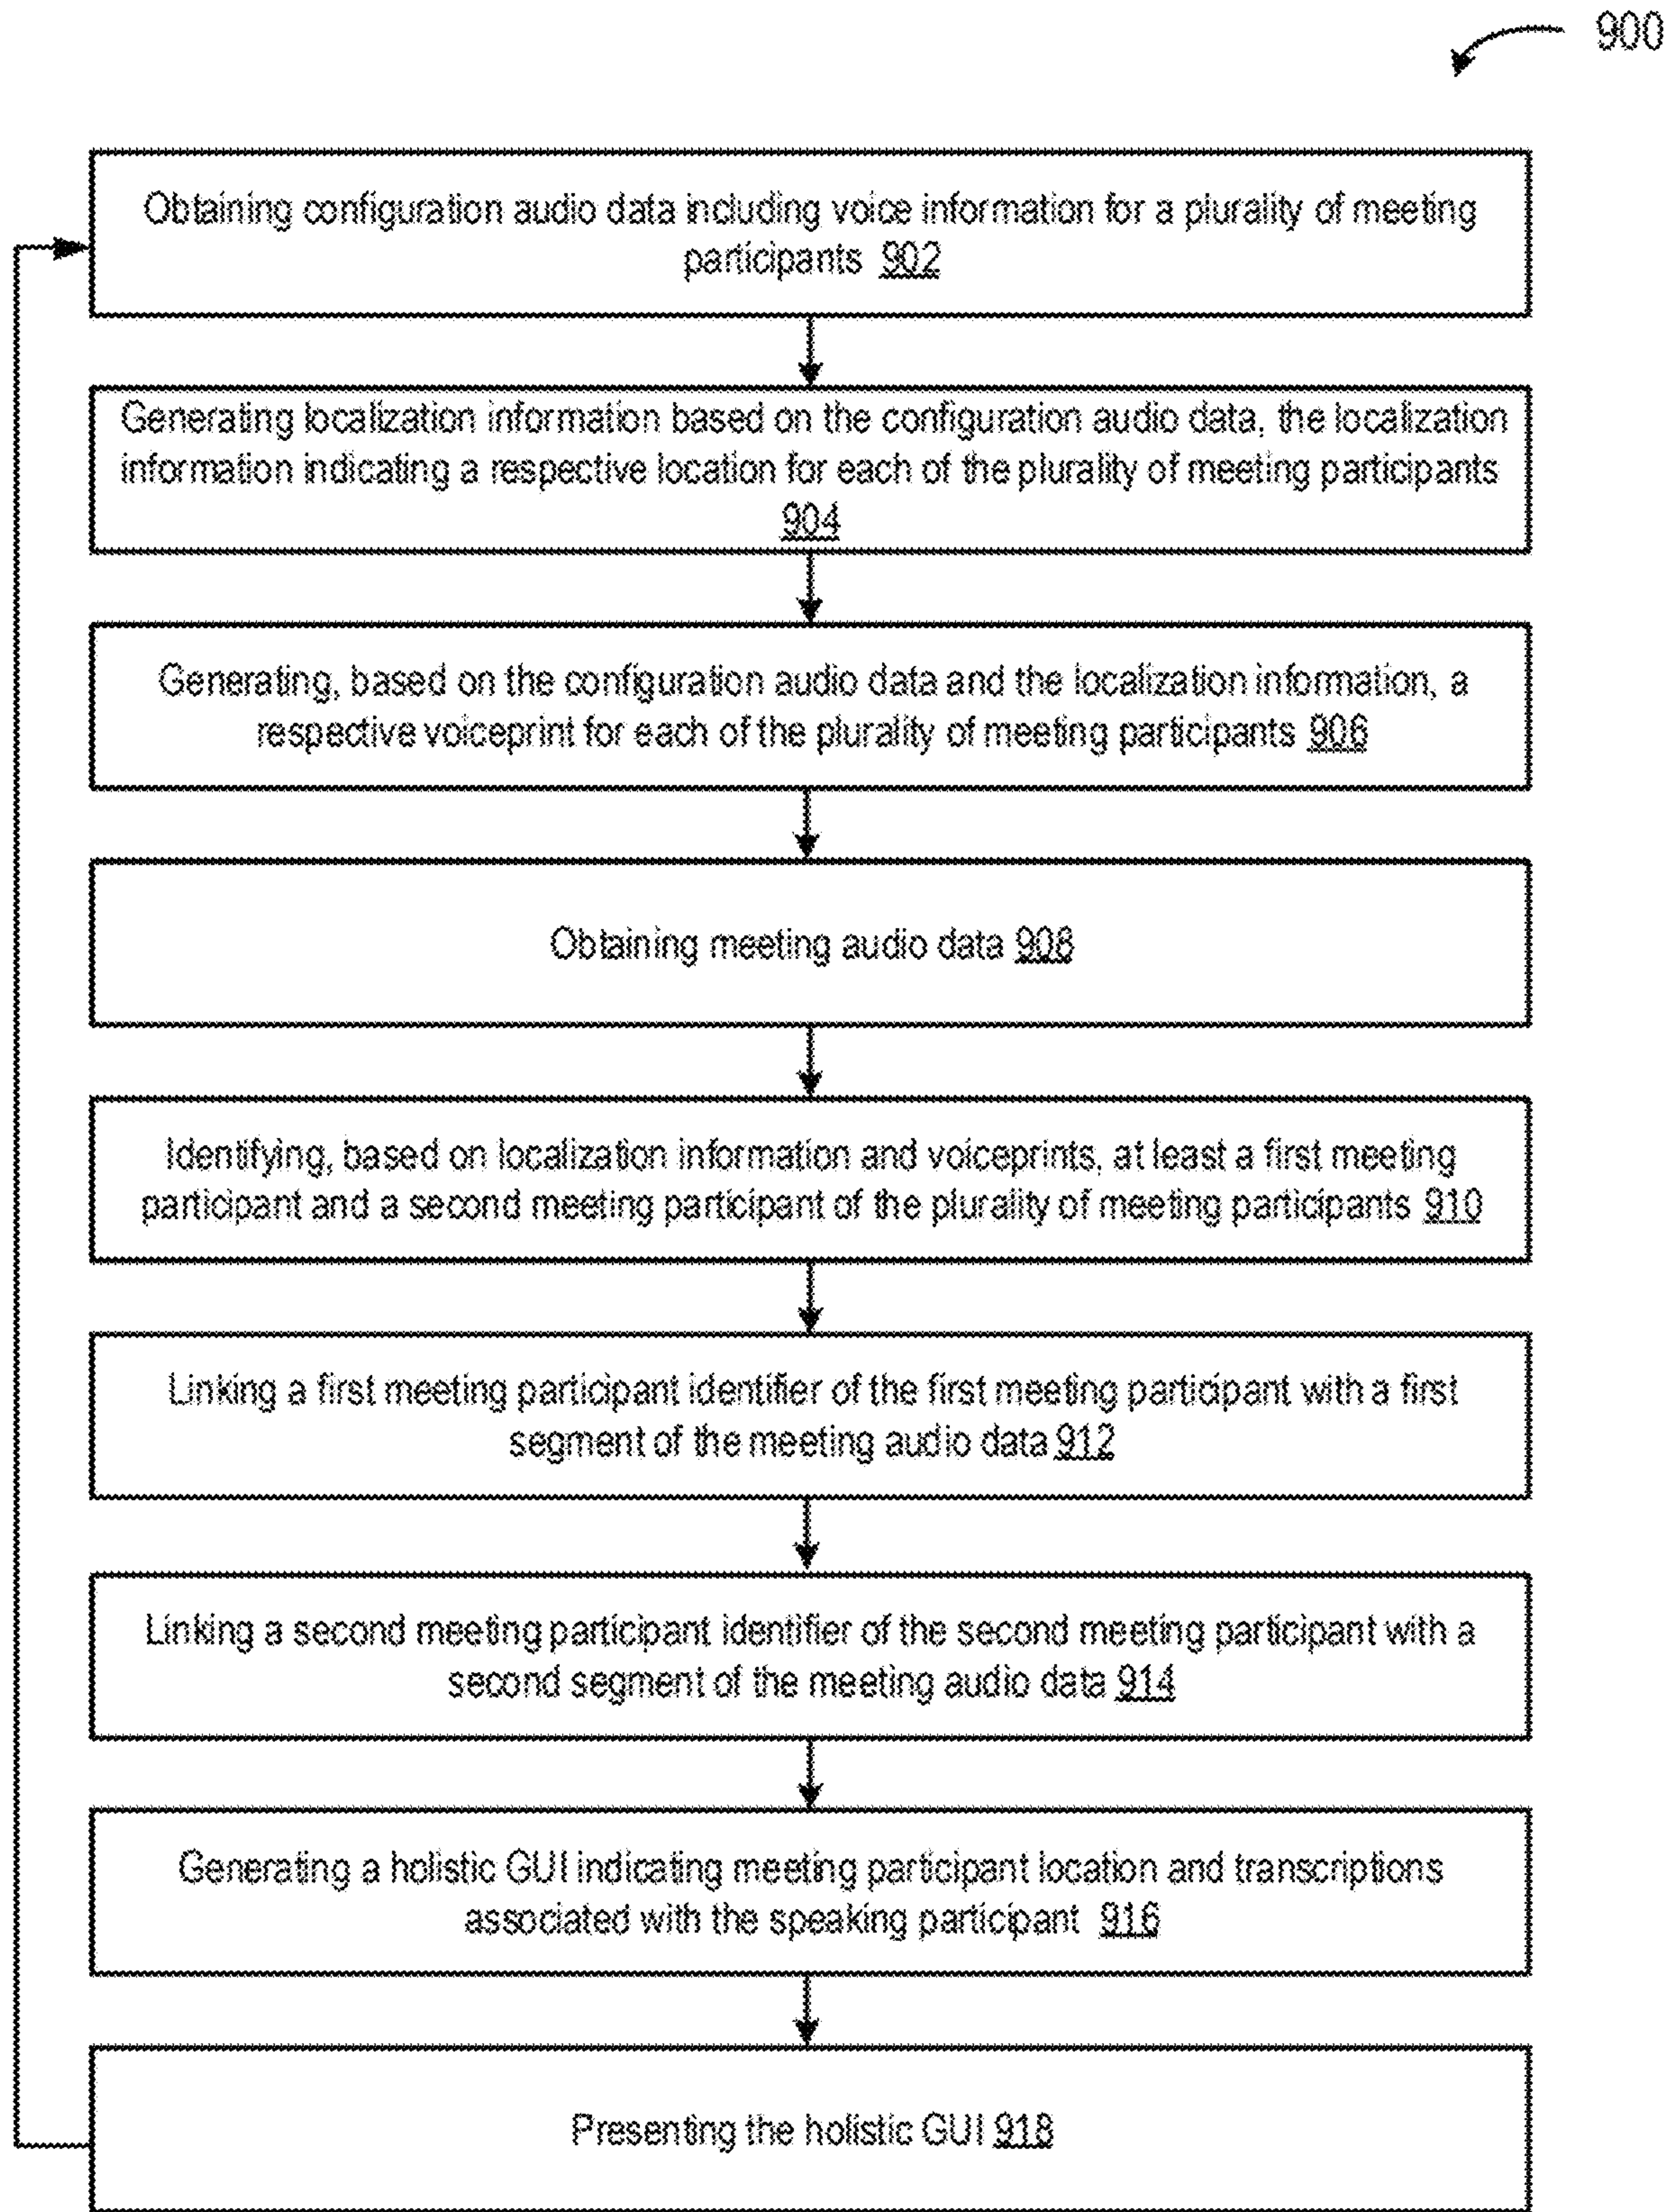 900
Obtaining configuration audio data including voice information for a plurality of meeting
participants 902
Generating localization information based on the configuration audio data, the localization
information indicating a respective location for each of the plurality of meeting participants
904
Generating, based on the configuration audio data and the localization information, a
respective voiceprint for each of the plurality of meeting participants 906
Obtaining meeting audio data 908
Identifying, based on localization information and voiceprints, at least a first meeting
participant and a second meeting participant of the plurality of meeting participants 910
Linking a first meeting participant identifier of the first meeting participant with a first
segment of the meeting audio data 912
Linking a second meeting participant identifier of the second meeting participant with a
second segment of the meeting audio data 914
Generating a holistic GUI indicating meeting participant location and transcriptions
associated with the speaking participant 916
Presenting the holistic GUI 918